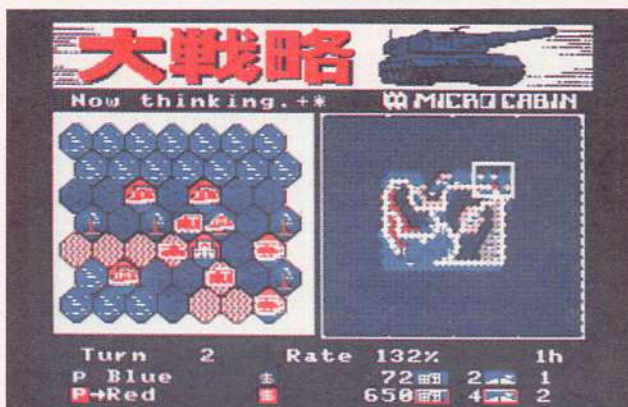 大戦略
Now thinking.+* MICRO CABIN
Turn 2 Rate 132% 1h
P Blue 72 2 1
P→Red 650 4 2